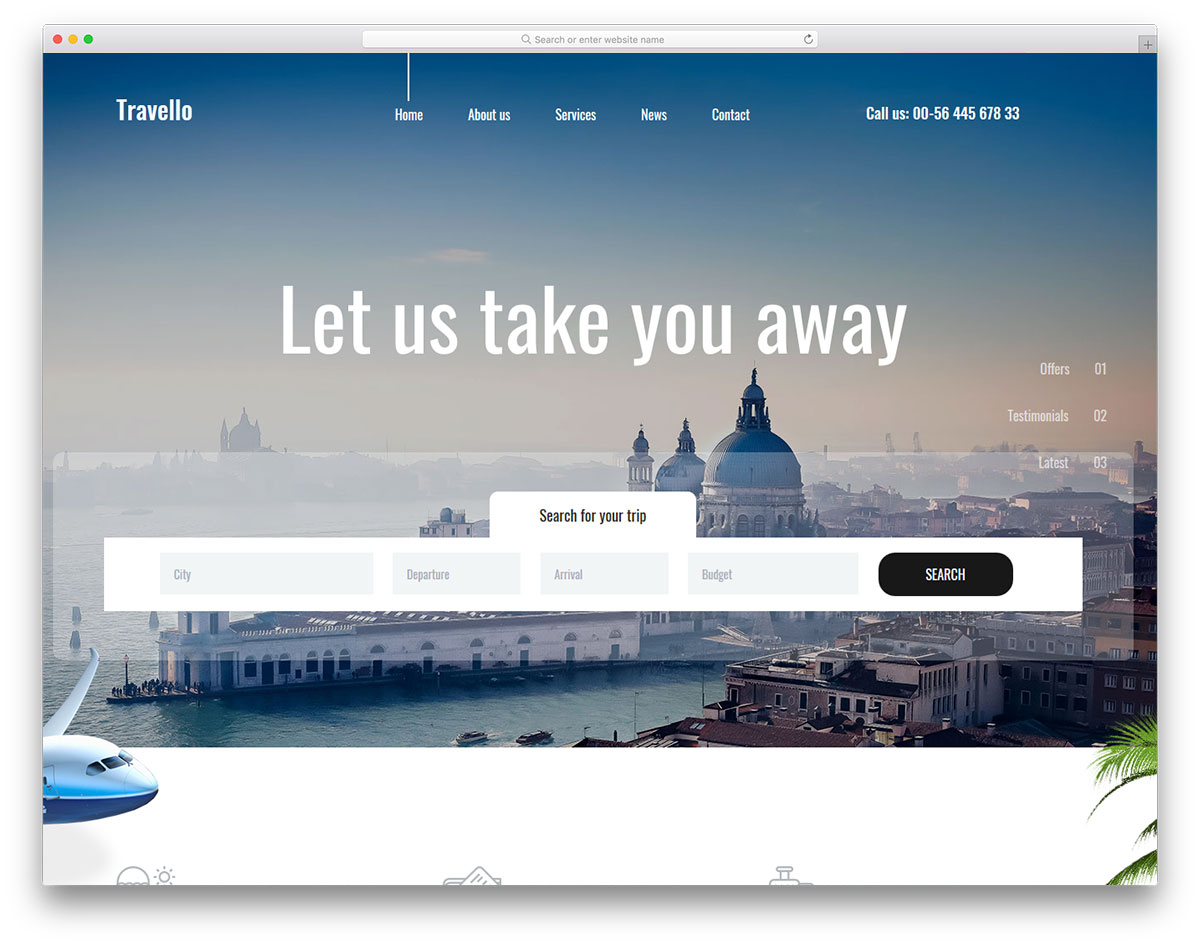 Search or enter website name
Travello
Home About us Services News Contact
Call us: 00-56 445 678 33
Let us take you away
Offers 01
Testimonials 02
Latest 03
Search for your trip
City Departure Arrival Budget SEARCH